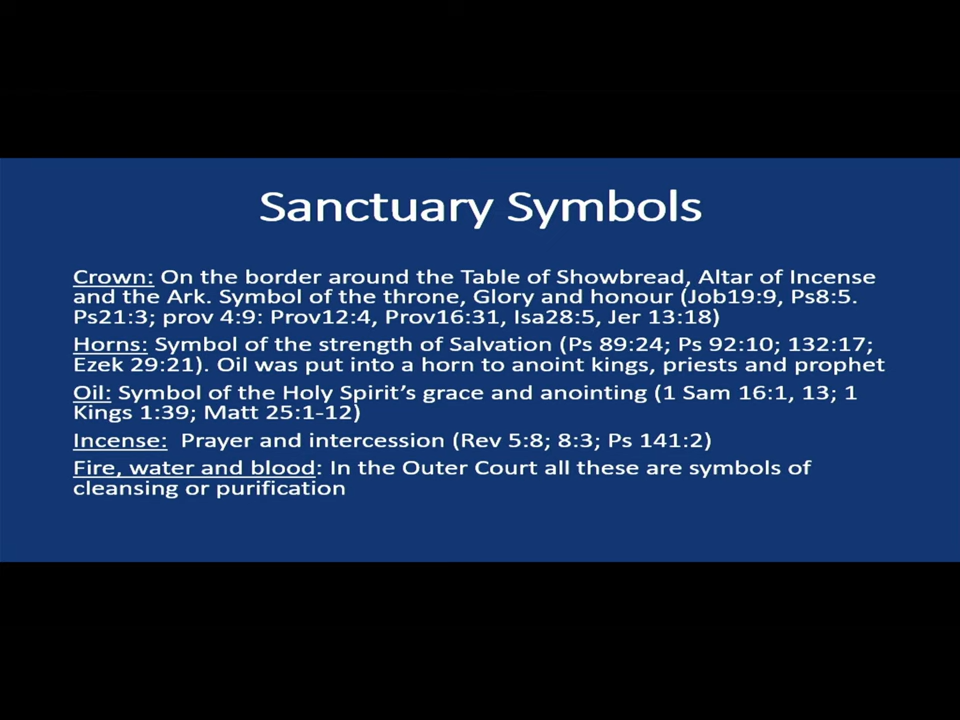 Sanctuary Symbols
Crown: On the border around the Table of Showbread, Altar of Incense
and the Ark. Symbol of the throne, Glory and honour (Job19:9, Ps8:5.
Ps21:3; prov 4:9: Prov12:4, Prov16:31, Isa28:5, Jer 13:18)
Horns: Symbol of the strength of Salvation (Ps 89:24; Ps 92:10; 132:17;
Ezek 29:21). Oil was put into a horn to anoint kings, priests and prophet
Oil: Symbol of the Holy Spirit’s grace and anointing (1 Sam 16:1, 13; 1
Kings 1:39; Matt 25:1-12)
Incense:  Prayer and intercession (Rev 5:8; 8:3; Ps 141:2)
Fire, water and blood: In the Outer Court all these are symbols of
cleansing or purification